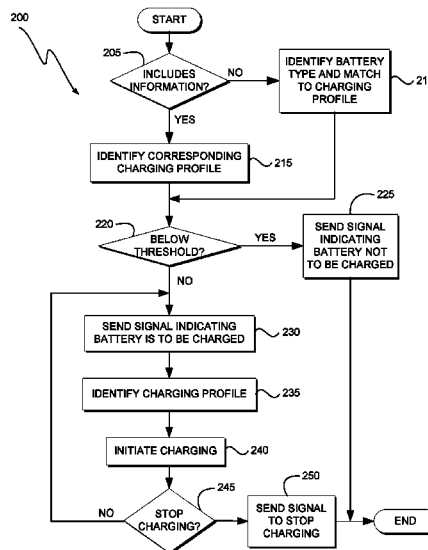 200
START
205
INCLUDES
INFORMATION?
NO
IDENTIFY BATTERY
TYPE AND MATCH
TO CHARGING
PROFILE
21
YES
IDENTIFY CORRESPONDING
CHARGING PROFILE
215
220
BELOW
THRESHOLD?
YES
225
SEND SIGNAL
INDICATING
BATTERY NOT
TO BE CHARGED
NO
SEND SIGNAL INDICATING
BATTERY IS TO BE CHARGED
230
IDENTIFY CHARGING PROFILE
235
INITIATE CHARGING
240
245
STOP
CHARGING?
NO
250
SEND SIGNAL
TO STOP
CHARGING
END